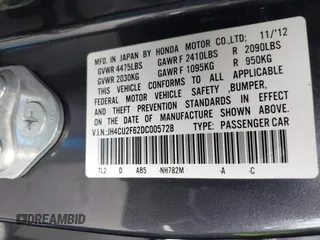 MFD. IN JAPAN BY HONDA MOTOR CO.,LTD. 11/'12
GVWR 4475LBS GAWR F 2410LBS R 2090LBS
GVWR 2030KG GAWR F 1095KG R 950KG
THIS VEHICLE CONFORMS TO ALL APPLICABLE
FEDERAL MOTOR VEHICLE SAFETY ,BUMPER,
AND THEFT PREVENTION STANDARDS IN EFFECT
ON THE DATE OF MANUFACTURE SHOWN ABOVE.
V.I.N:JH4CU2F62DC005728 TYPE: PASSENGER CAR
TL2 D AB5 -NH782M -A -C
DREAMBID